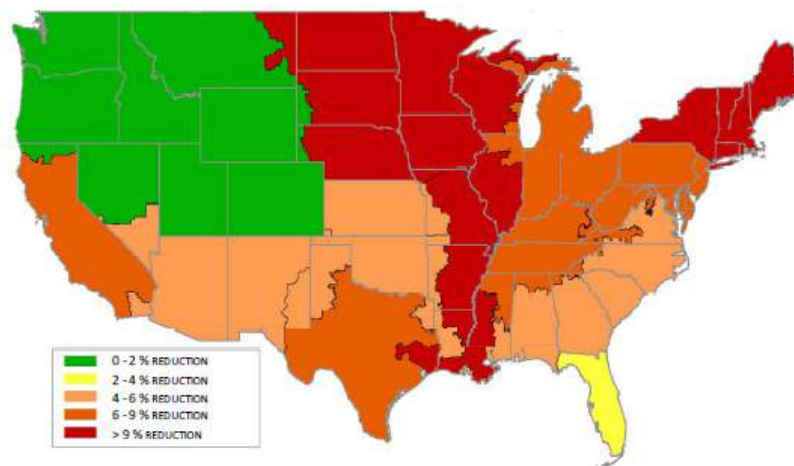 0 - 2 % REDUCTION
2 - 4 % REDUCTION
4 - 6 % REDUCTION
6 - 9 % REDUCTION
> 9 % REDUCTION